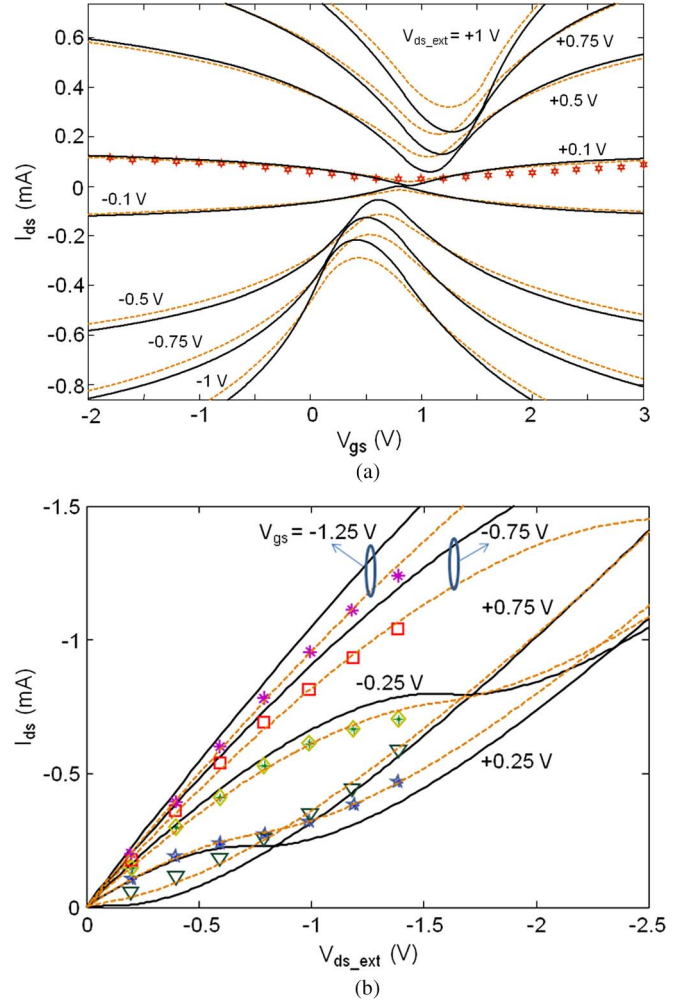 V_ds_ext = +1 V
+0.75 V
+0.5 V
+0.1 V
-0.1 V
-0.5 V
-0.75 V
-1 V
0.6
0.4
0.2
0
-0.2
-0.4
-0.6
-0.8
I_ds (mA)
-2 -1 0 1 2 3
V_gs (V)
(a)
-1.5
-1
-0.5
0
I_ds (mA)
V_gs = -1.25 V
-0.75 V
+0.75 V
-0.25 V
+0.25 V
0 -0.5 -1 -1.5 -2 -2.5
V_ds_ext (V)
(b)